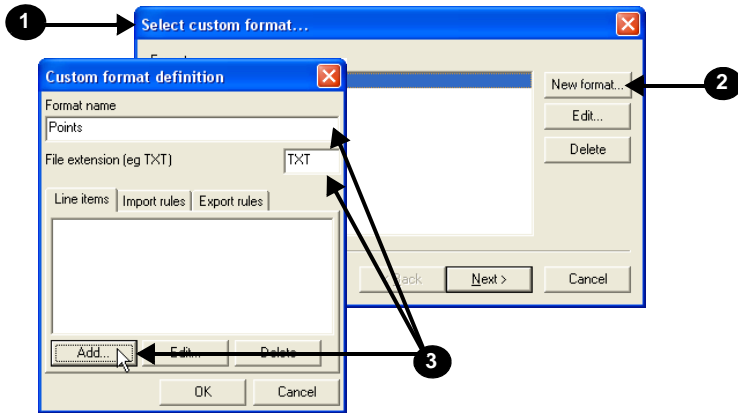 1
Select custom format...
Custom format definition
Format name
Points
File extension (eg TXT)
TXT
Line items
Import rules
Export rules
Add...
Edit...
Delete
OK
Cancel
New format...
2
Edit...
Delete
Back
Next >
Cancel
3